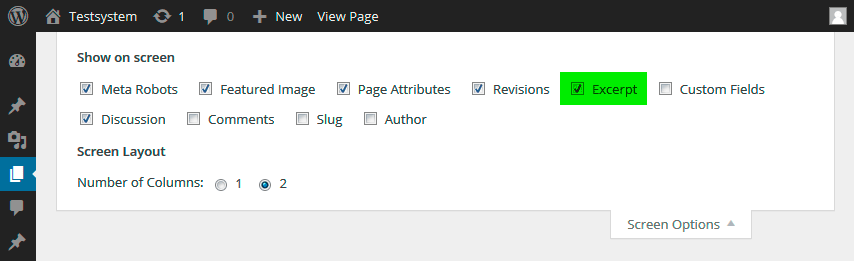 Testsystem 1 0 New View Page
Show on screen
Meta Robots Featured Image Page Attributes Revisions Excerpt Custom Fields
Discussion Comments Slug Author
Screen Layout
Number of Columns: 1 2
Screen Options